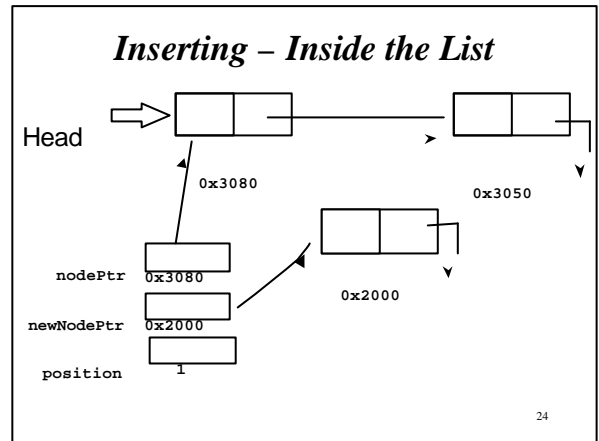 Inserting – Inside the List
Head
0x3080
0x3050
nodePtr 0x3080
0x2000
newNodePtr 0x2000
position 1
24